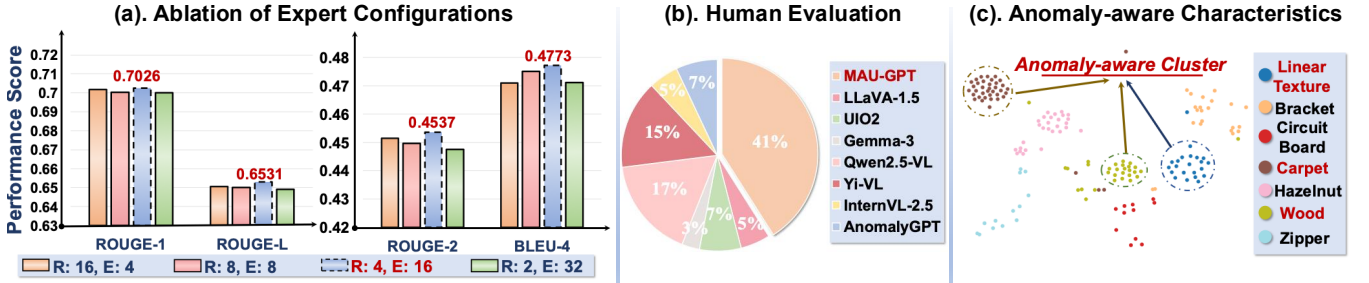 (a). Ablation of Expert Configurations
Performance Score
0.72
0.71
0.7
0.69
0.68
0.67
0.66
0.65
0.64
0.63
0.7026
0.6531
ROUGE-1
ROUGE-L
0.48
0.47
0.46
0.45
0.44
0.43
0.42
0.4537
0.4773
ROUGE-2
BLEU-4
R: 16, E: 4
R: 8, E: 8
R: 4, E: 16
R: 2, E: 32
(b). Human Evaluation
41%
5%
7%
3%
17%
15%
5%
7%
MAU-GPT
LLaVA-1.5
UIO2
Gemma-3
Qwen2.5-VL
Yi-VL
InternVL-2.5
AnomalyGPT
(c). Anomaly-aware Characteristics
Anomaly-aware Cluster
Linear
Texture
Bracket
Circuit
Board
Carpet
Hazelnut
Wood
Zipper